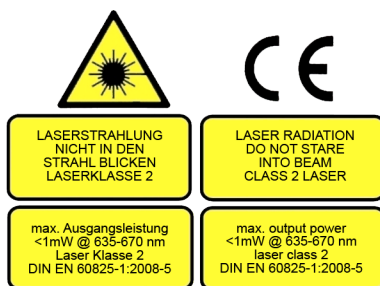 CE
LASERSTRAHLUNG
NICHT IN DEN
STRAHL BLICKEN
LASERKLASSE 2
LASER RADIATION
DO NOT STARE
INTO BEAM
CLASS 2 LASER
max. Ausgangsleistung
<1mW @ 635-670 nm
Laser Klasse 2
DIN EN 60825-1:2008-5
max. output power
<1mW @ 635-670 nm
laser class 2
DIN EN 60825-1:2008-5